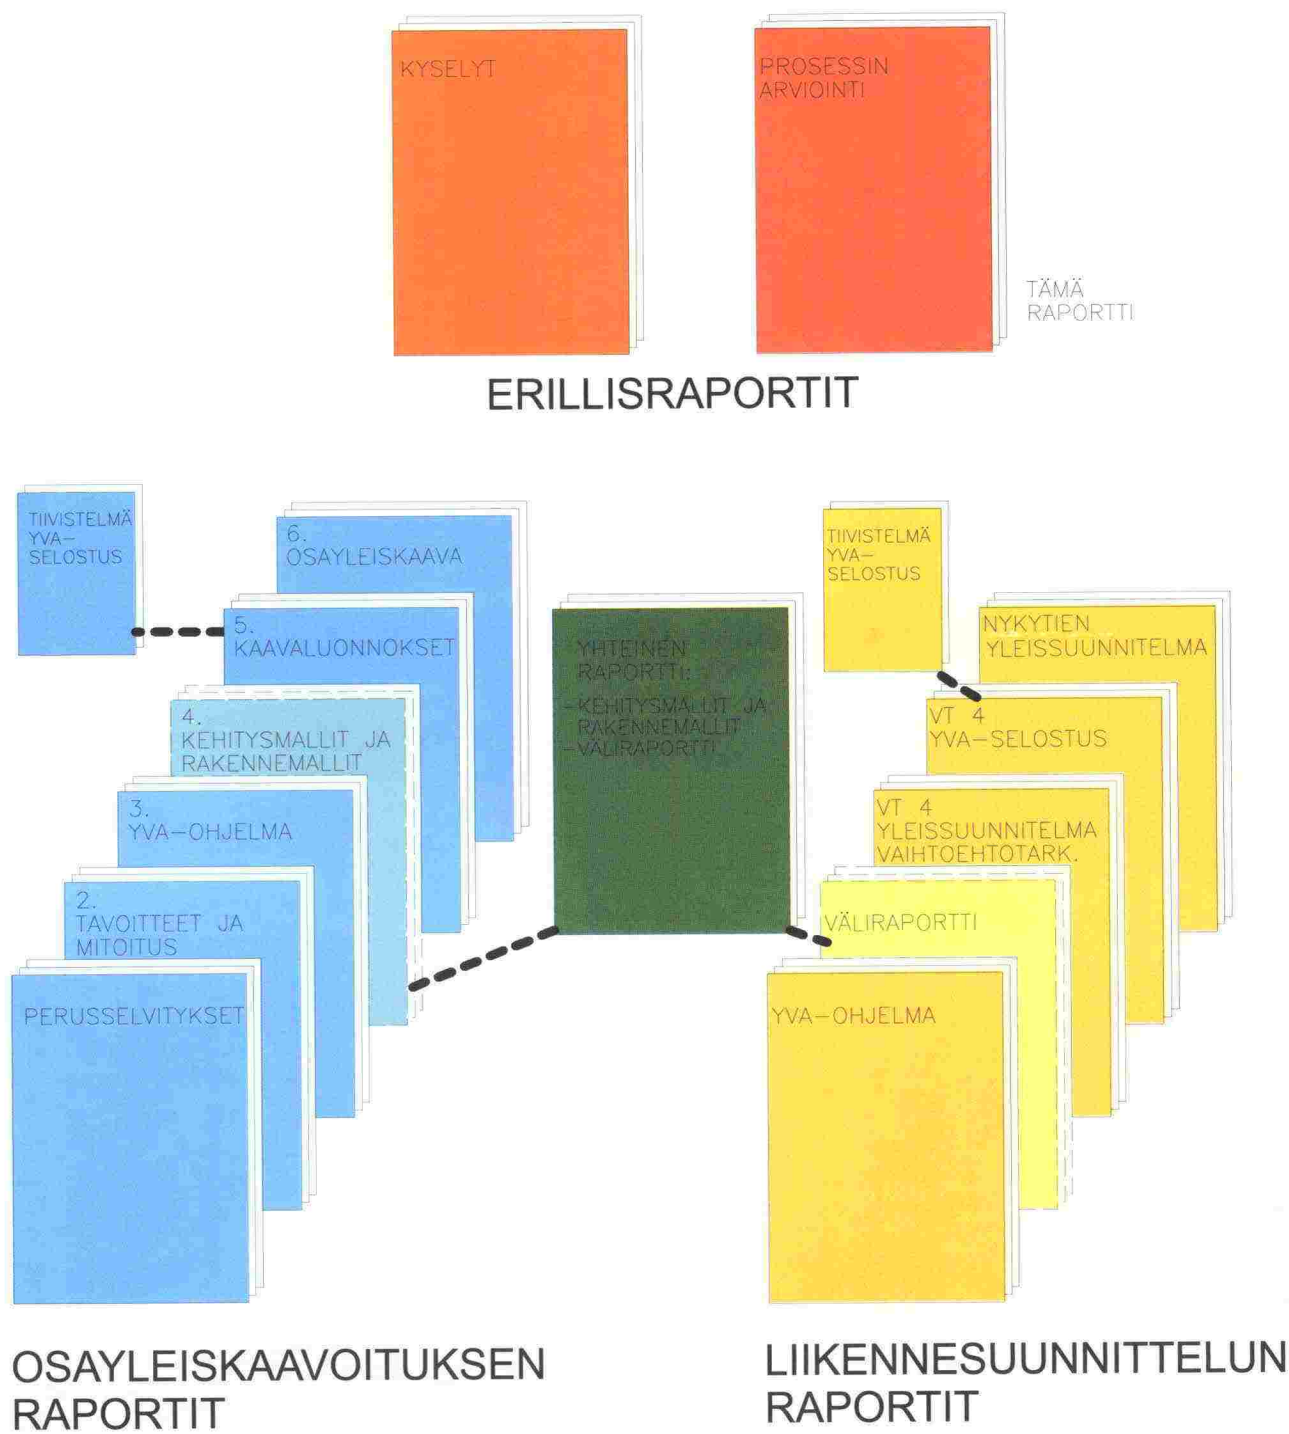 KYSELYT
PROSESSIN
ARVIOINTI
TÄMÄ
RAPORTTI
ERILLISRAPORTIT
TIIVISTELMÄ
YVA-
SELOSTUS
6.
OSAYLEISKAAVA
5.
KAAVALUONNOKSET
4.
KEHITYSMALLIT JA
RAKENNEMALLIT
3.
YVA-OHJELMA
2.
TAVOITTEET JA
MITOITUS
PERUSSELVITYKSET
YHTEINEN
RAPORTTI:
-KEHITYSMALLIT JA
RAKENNEMALLIT
-VÄLIRAPORTTI
TIIVISTELMÄ
YVA-
SELOSTUS
NYKYTIEN
YLEISSUUNNITELMA
VT 4
YVA-SELOSTUS
VT 4
YLEISSUUNNITELMA
VAIHTOEHTOTARK.
VÄLIRAPORTTI
YVA-OHJELMA
OSAYLEISKAAVOITUKSEN
RAPORTIT
LIIKENNESUUNNITTELUN
RAPORTIT